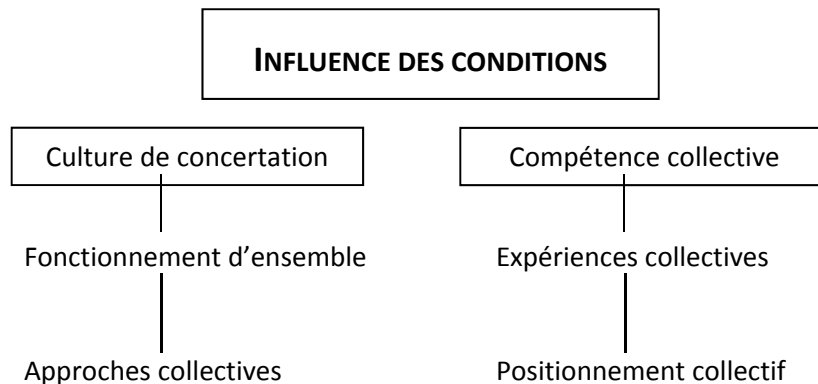 INFLUENCE DES CONDITIONS
Culture de concertation
Compétence collective
Fonctionnement d’ensemble
Expériences collectives
Approches collectives
Positionnement collectif